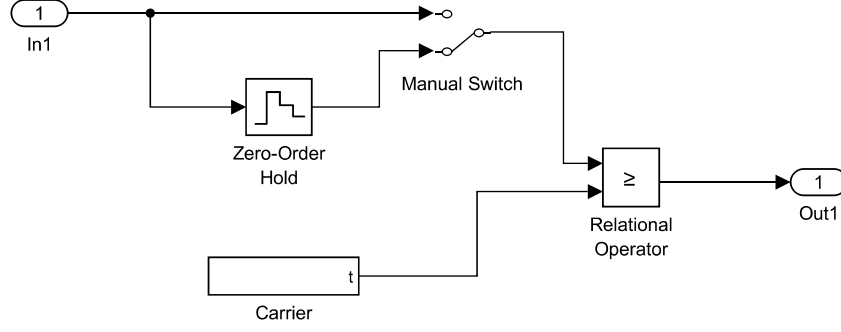 1
In1
Manual Switch
Zero-Order
Hold
≥
Relational
Operator
1
Out1
t
Carrier